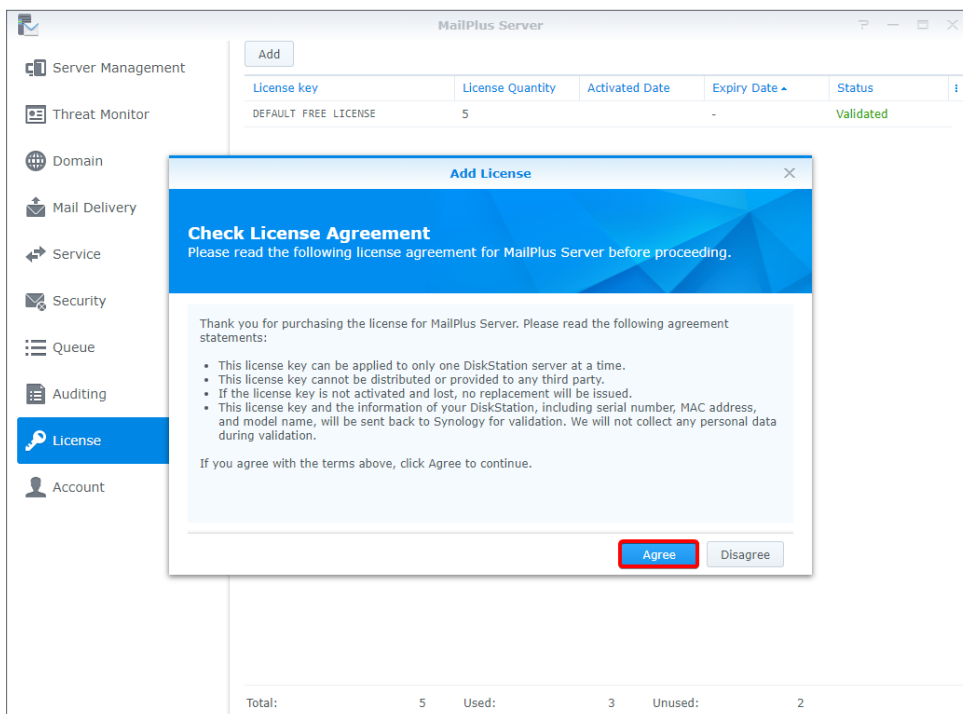 MailPlus Server
Server Management
Threat Monitor
Domain
Mail Delivery
Service
Security
Queue
Auditing
License
Account
Add
License key License Quantity Activated Date Expiry Date Status
DEFAULT FREE LICENSE 5 - Validated
Add License
Check License Agreement
Please read the following license agreement for MailPlus Server before proceeding.
Thank you for purchasing the license for MailPlus Server. Please read the following agreement
statements:
• This license key can be applied to only one DiskStation server at a time.
• This license key cannot be distributed or provided to any third party.
• If the license key is not activated and lost, no replacement will be issued.
• This license key and the information of your DiskStation, including serial number, MAC address,
and model name, will be sent back to Synology for validation. We will not collect any personal data
during validation.
If you agree with the terms above, click Agree to continue.
Agree Disagree
Total: 5 Used: 3 Unused: 2